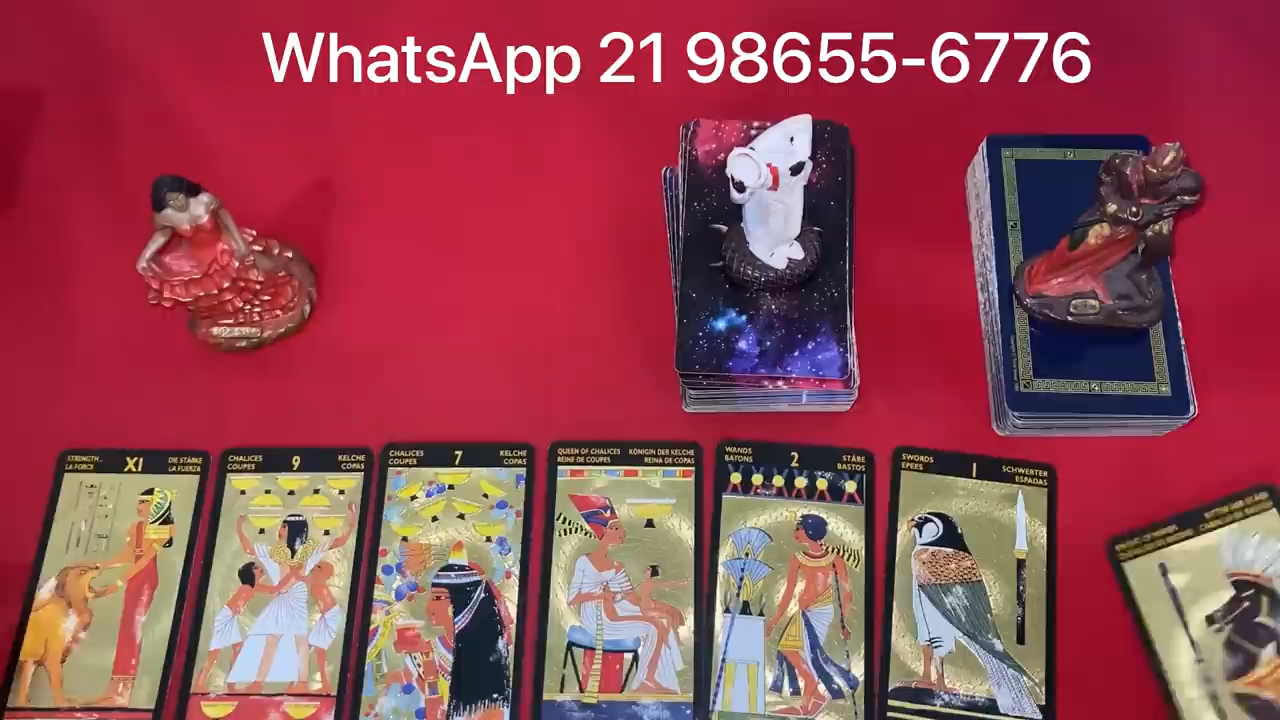 WhatsApp 21 98655-6776
STRENGTH
LA FORCE
XI
DIE STÄRKE
LA FUERZA
CHALICES
COUPES
9
KELCHE
COPAS
CHALICES
COUPES
7
KELCHE
COPAS
QUEEN OF CHALICES
REINE DE COUPES
KÖNIGIN DER KELCHE
REINA DE COPAS
WANDS
BATONS
2
STÄBE
BASTOS
SWORDS
EPEES
1
SCHWERTER
ESPADAS